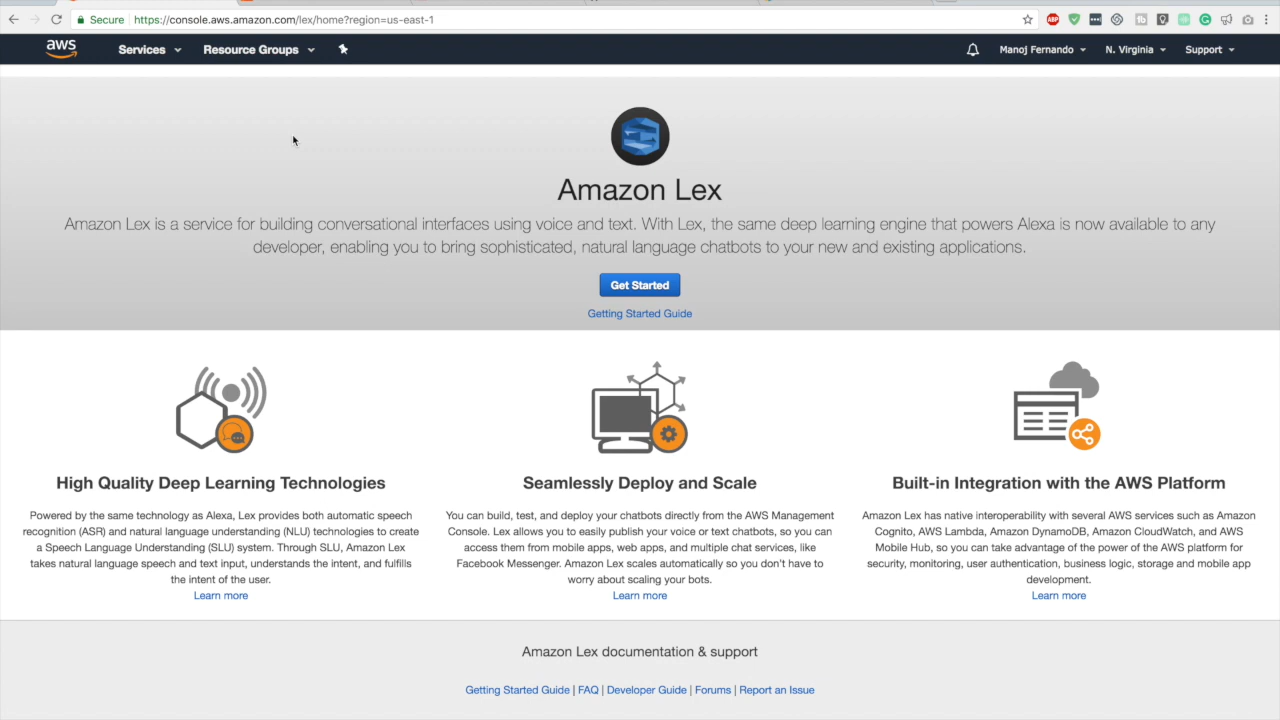 Secure https://console.aws.amazon.com/lex/home?region=us-east-1
ABP
aws Services Resource Groups Manoj Fernando N. Virginia Support
Amazon Lex
Amazon Lex is a service for building conversational interfaces using voice and text. With Lex, the same deep learning engine that powers Alexa is now available to any
developer, enabling you to bring sophisticated, natural language chatbots to your new and existing applications.
Get Started
Getting Started Guide
High Quality Deep Learning Technologies
Powered by the same technology as Alexa, Lex provides both automatic speech
recognition (ASR) and natural language understanding (NLU) technologies to create
a Speech Language Understanding (SLU) system. Through SLU, Amazon Lex
takes natural language speech and text input, understands the intent, and fulfills
the intent of the user.
Learn more
Seamlessly Deploy and Scale
You can build, test, and deploy your chatbots directly from the AWS Management
Console. Lex allows you to easily publish your voice or text chatbots, so you can
access them from mobile apps, web apps, and multiple chat services, like
Facebook Messenger. Amazon Lex scales automatically so you don't have to
worry about scaling your bots.
Learn more
Built-in Integration with the AWS Platform
Amazon Lex has native interoperability with several AWS services such as Amazon
Cognito, AWS Lambda, Amazon DynamoDB, Amazon CloudWatch, and AWS
Mobile Hub, so you can take advantage of the power of the AWS platform for
security, monitoring, user authentication, business logic, storage and mobile app
development.
Learn more
Amazon Lex documentation & support
Getting Started Guide | FAQ | Developer Guide | Forums | Report an Issue